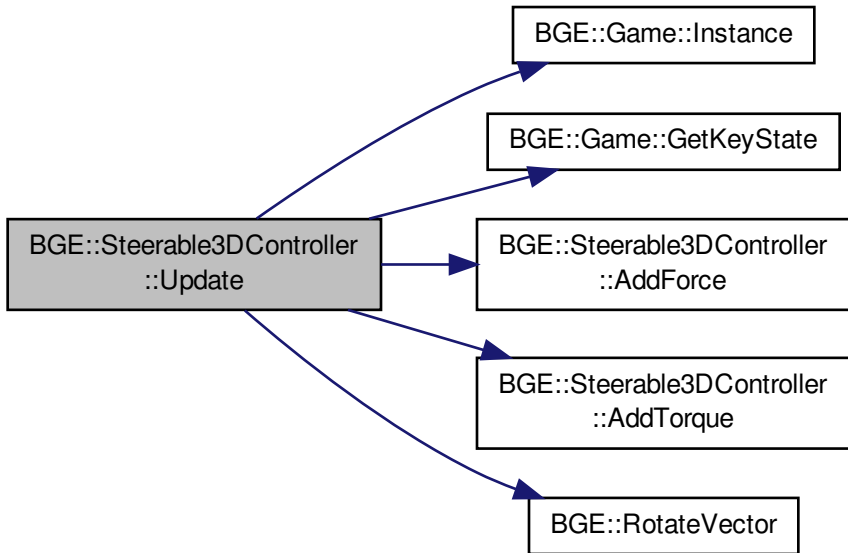 BGE::Game::Instance
BGE::Game::GetKeyState
BGE::Steerable3DController
::Update
BGE::Steerable3DController
::AddForce
BGE::Steerable3DController
::AddTorque
BGE::RotateVector